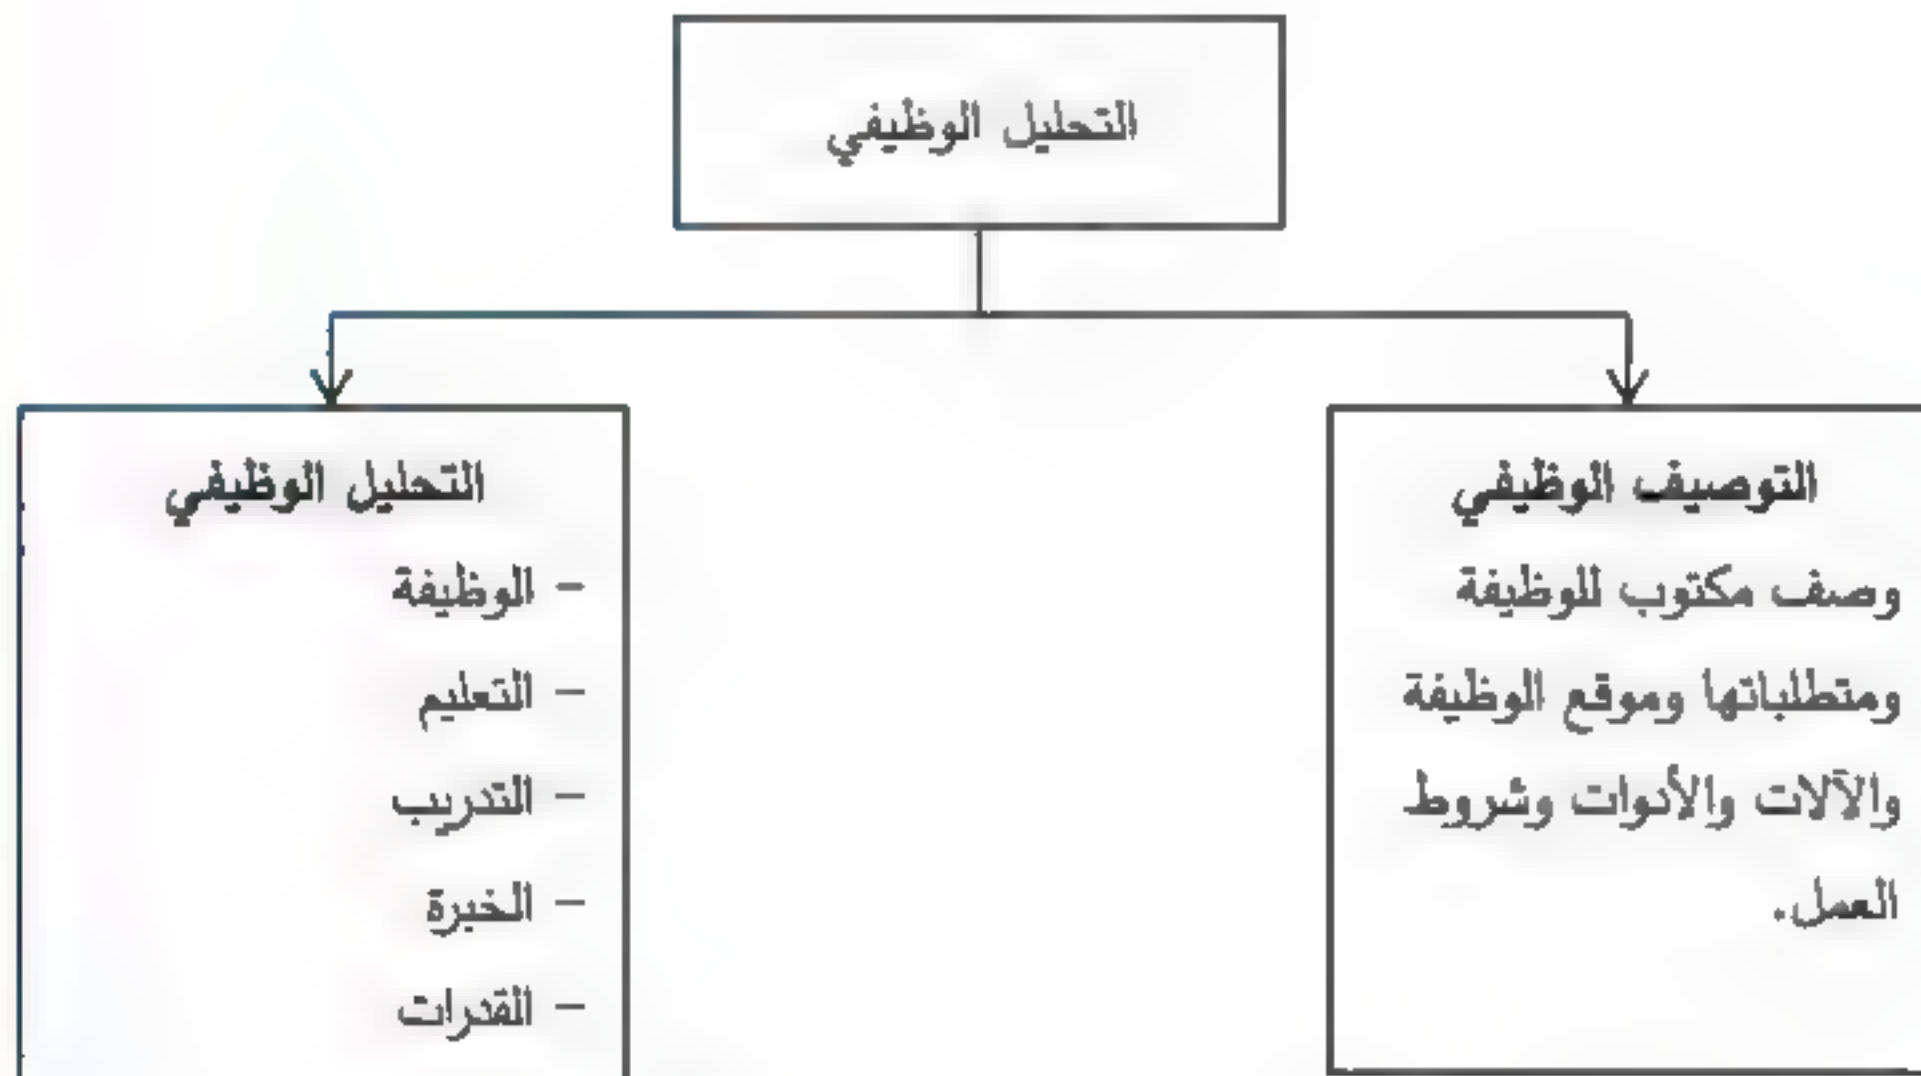 التحليل الوظيفي
التوصيف الوظيفي
وصف مكتوب للوظيفة
ومتطلباتها وموقع الوظيفة
والآلات والأدوات وشروط
العمل.
التحليل الوظيفي
- الوظيفة
- التعليم
- التدريب
- الخبرة
- القدرات